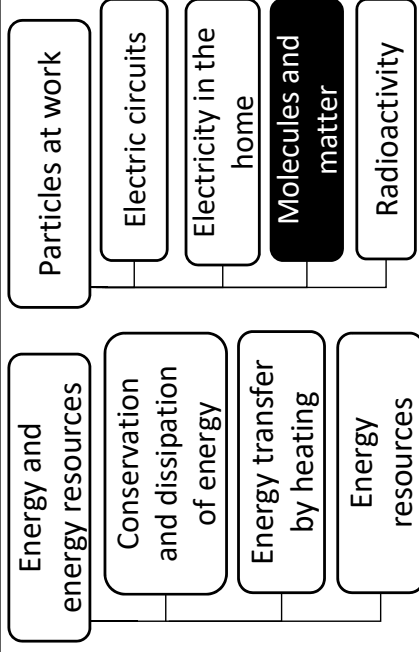 Energy and
energy resources
Conservation
and dissipation
of energy
Energy transfer
by heating
Energy
resources
Particles at work
Electric circuits
Electricity in the
home
Molecules and
matter
Radioactivity